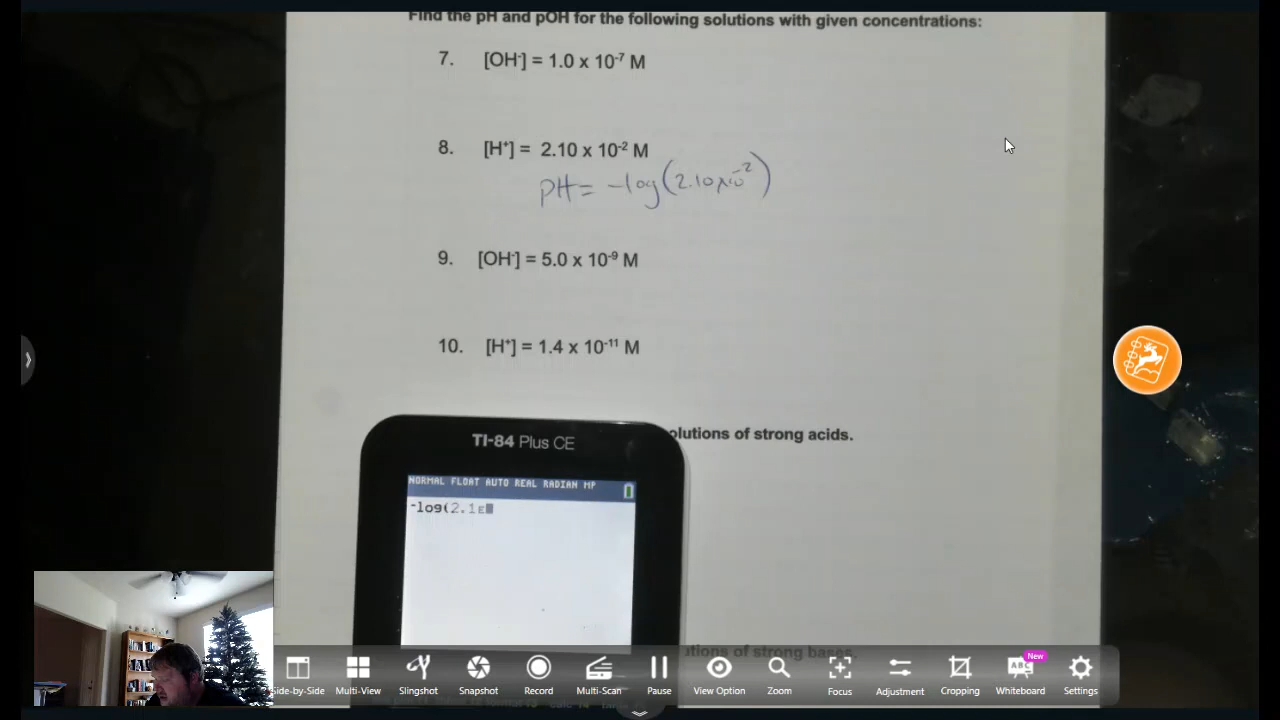 Find the pH and pOH for the following solutions with given concentrations:
7. [OH-] = 1.0 x 10-7 M
8. [H+] = 2.10 x 10-2 M
pH = -log(2.10x10-2)
9. [OH-] = 5.0 x 10-9 M
10. [H+] = 1.4 x 10-11 M
olutions of strong acids.
TI-84 Plus CE
NORMAL FLOAT AUTO REAL RADIAN MP
-log(2.1E
utions of strong bases.
New
Side-by-Side Multi-View Slingshot Snapshot Record Multi-Scan Pause View Option Zoom Focus Adjustment Cropping Whiteboard Settings